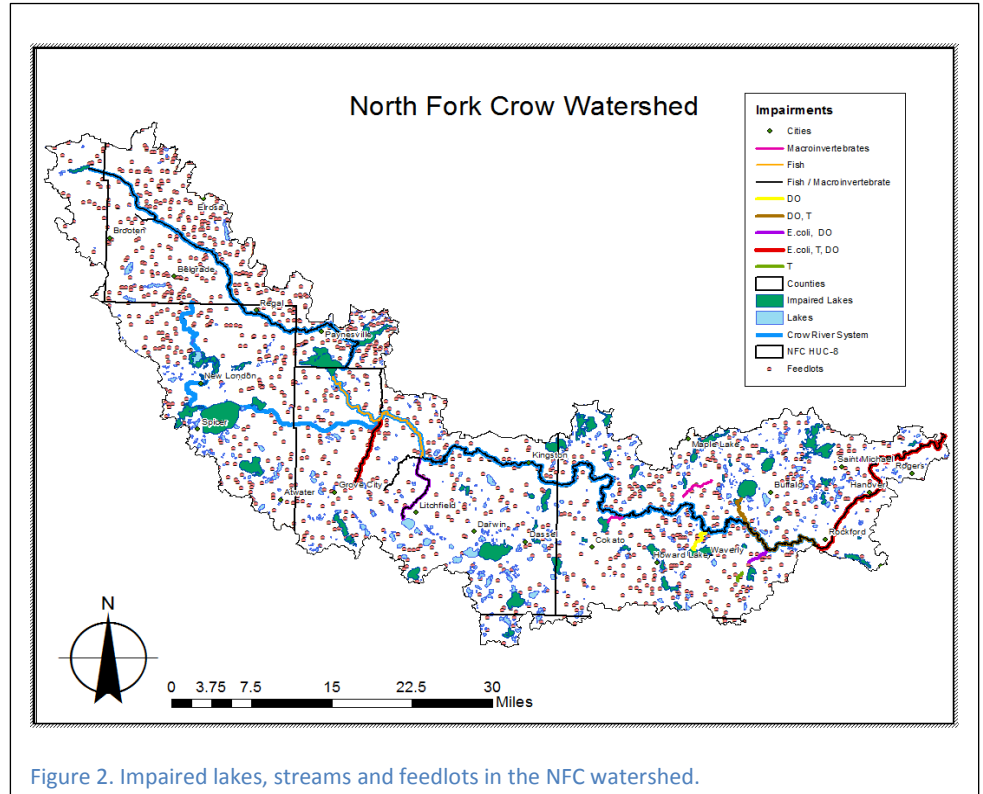 North Fork Crow Watershed
Impairments
Cities
Macroinvertebrates
Fish
Fish / Macroinvertebrate
DO
DO, T
E.coli, DO
E.coli, T, DO
T
Counties
Impaired Lakes
Lakes
Crow River System
NFC HUC-8
Feedlots
Elrosa
Brooten
Belgrade
Regal
Paynesville
New London
Spicer
Atwater
Grove City
Litchfield
Kingston
Darwin
Dassel
Cokato
Maple Lake
Howard Lake
Waverly
Buffalo
Saint Michael
Rogers
Hanover
Rockford
N
0 3.75 7.5 15 22.5 30
Miles
Figure 2. Impaired lakes, streams and feedlots in the NFC watershed.